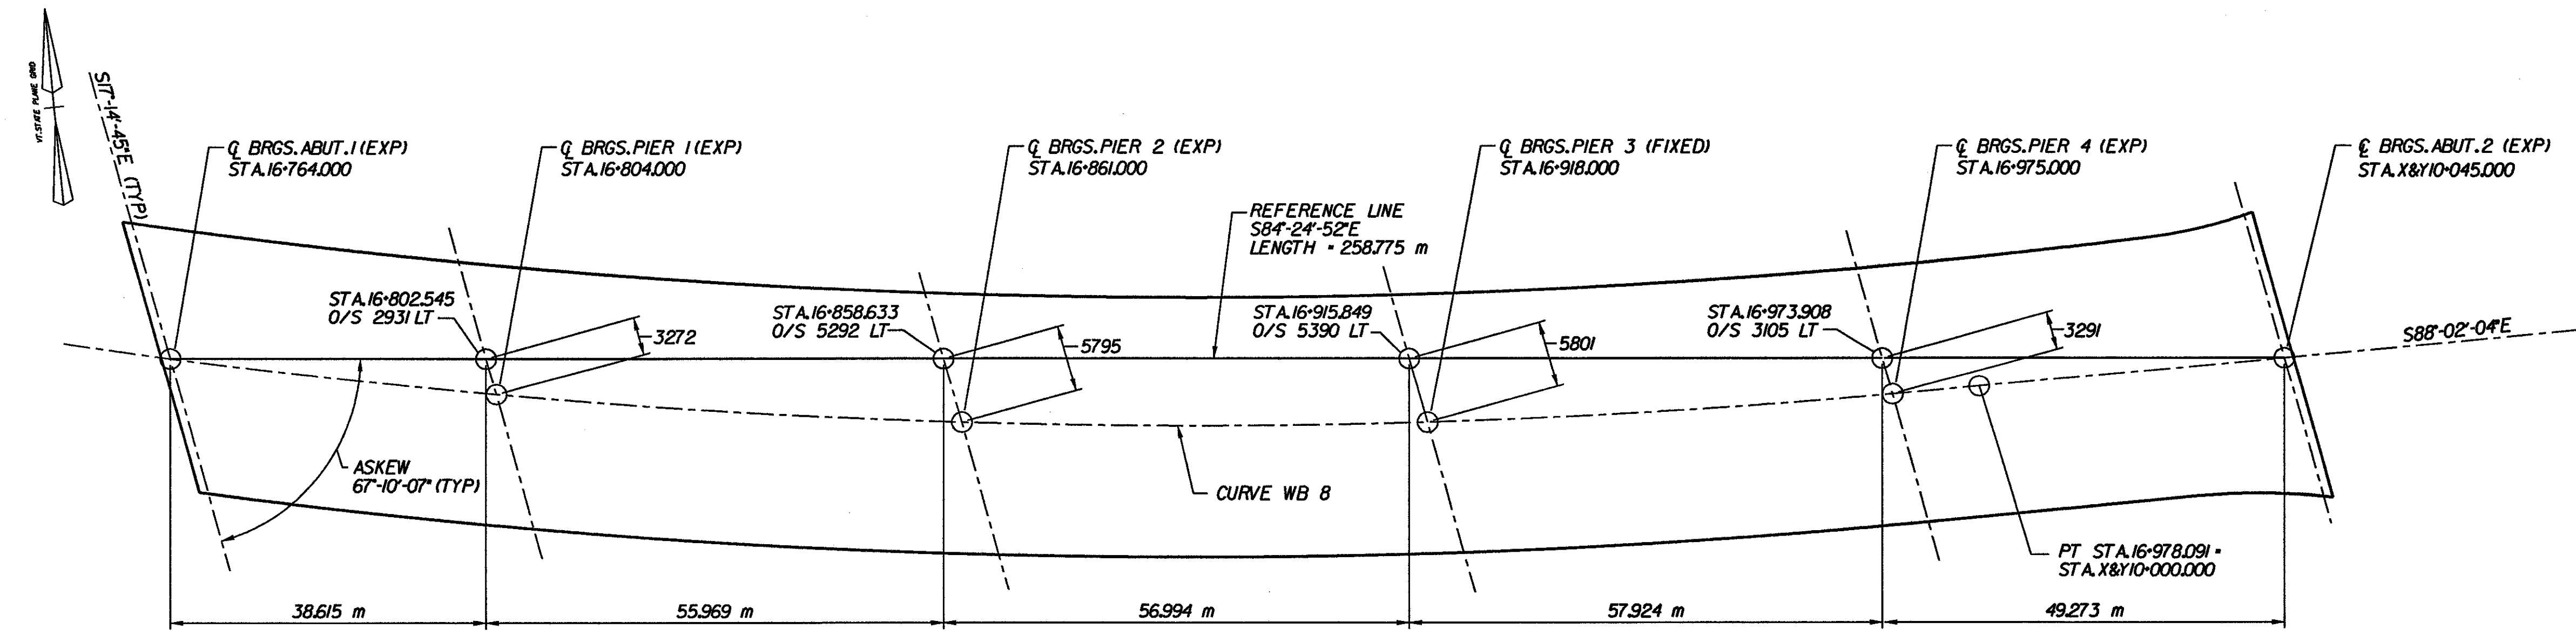 VT. STATE PLANE GRID
S17°-14'-45"E (TYP)
℄ BRGS. ABUT. 1 (EXP)
STA. 16+764.000
℄ BRGS. PIER 1 (EXP)
STA. 16+804.000
℄ BRGS. PIER 2 (EXP)
STA. 16+861.000
℄ BRGS. PIER 3 (FIXED)
STA. 16+918.000
℄ BRGS. PIER 4 (EXP)
STA. 16+975.000
℄ BRGS. ABUT. 2 (EXP)
STA. X&Y10+045.000
REFERENCE LINE
S84°-24'-52"E
LENGTH = 258.775 m
STA. 16+802.545
O/S 2931 LT
3272
STA. 16+858.633
O/S 5292 LT
5795
STA. 16+915.849
O/S 5390 LT
5801
STA. 16+973.908
O/S 3105 LT
3291
S88°-02'-04"E
ASKEW
67°-10'-07" (TYP)
CURVE WB 8
PT STA. 16+978.091 =
STA. X&Y10+000.000
38.615 m
55.969 m
56.994 m
57.924 m
49.273 m